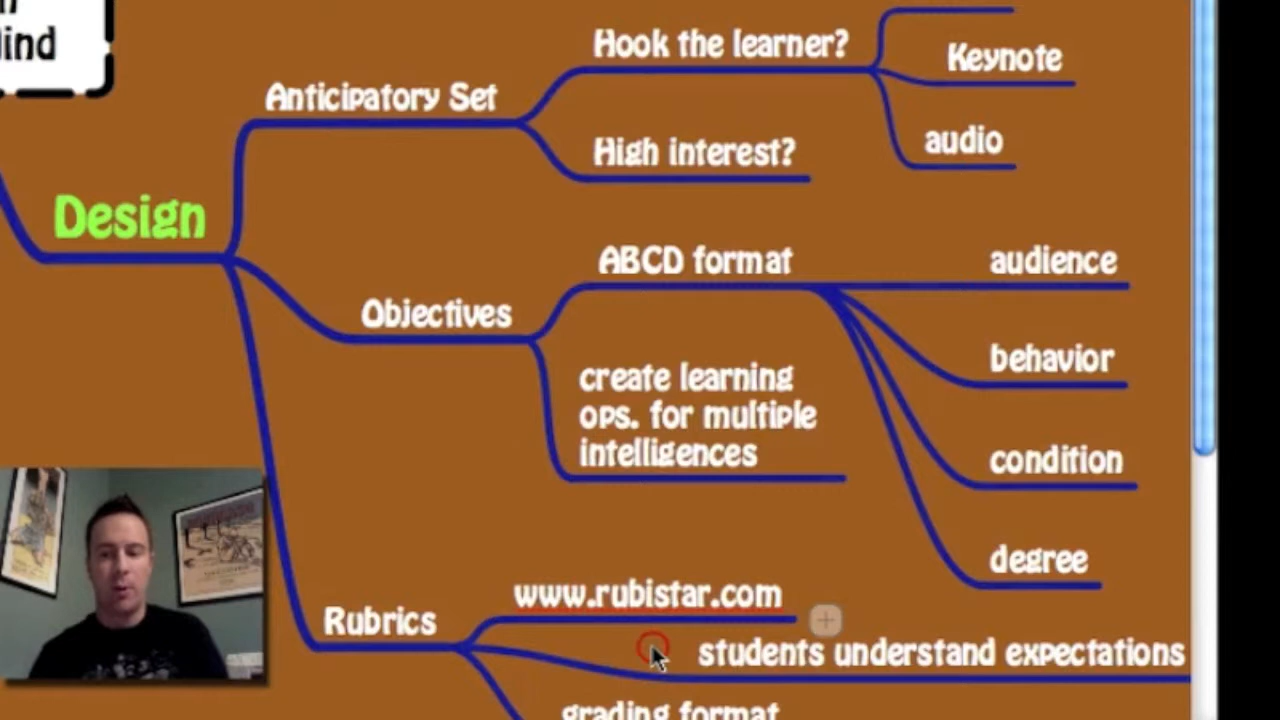 Hook the learner?
Keynote
Anticipatory Set
audio
High interest?
Design
ABCD format
audience
Objectives
behavior
create learning
ops. for multiple
intelligences
condition
degree
www.rubistar.com
Rubrics
students understand expectations
grading format